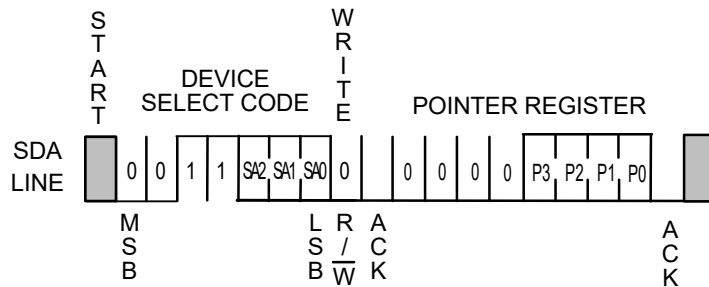 START
WRITE
DEVICE
SELECT CODE
POINTER REGISTER
SDA
LINE
0 0 1 1 SA2 SA1 SA0 0 0 0 0 0 P3 P2 P1 P0
MSB
LSB
R/W
ACK
ACK